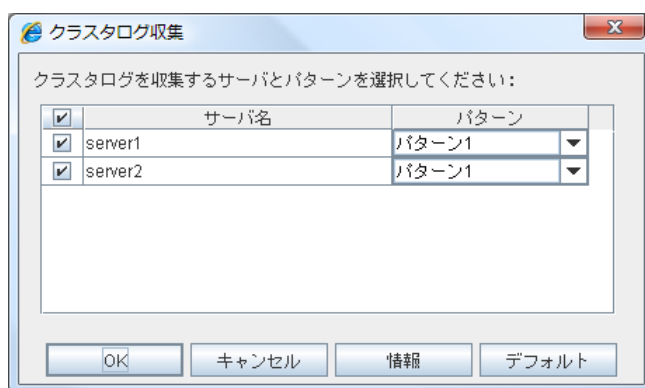 クラスタログ収集
クラスタログを収集するサーバとパターンを選択してください:
サーバ名 パターン
server1 パターン1
server2 パターン1
OK キャンセル 情報 デフォルト